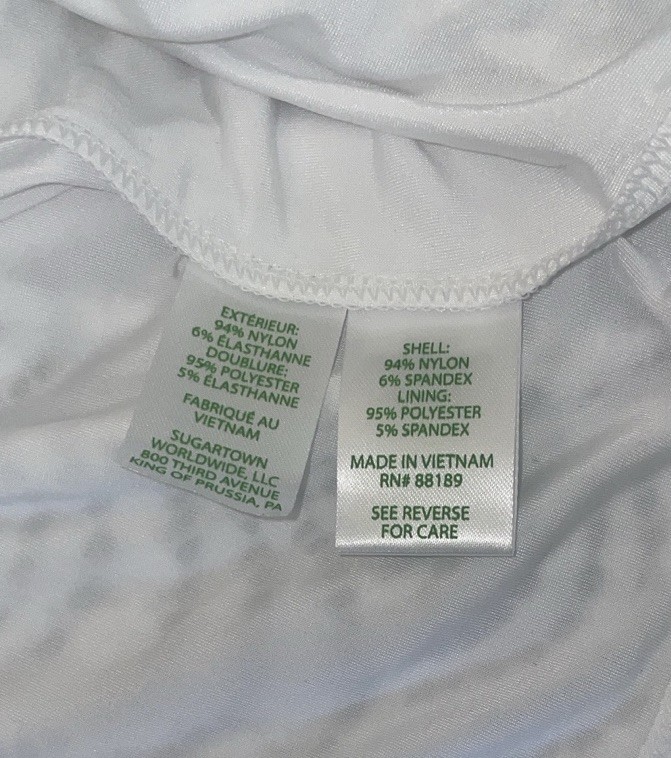 EXTÉRIEUR:
94% NYLON
6% ÉLASTHANNE
DOUBLURE:
95% POLYESTER
5% ÉLASTHANNE
FABRIQUÉ AU
VIETNAM
SUGARTOWN
WORLDWIDE, LLC
800 THIRD AVENUE
KING OF PRUSSIA, PA
SHELL:
94% NYLON
6% SPANDEX
LINING:
95% POLYESTER
5% SPANDEX
MADE IN VIETNAM
RN# 88189
SEE REVERSE
FOR CARE